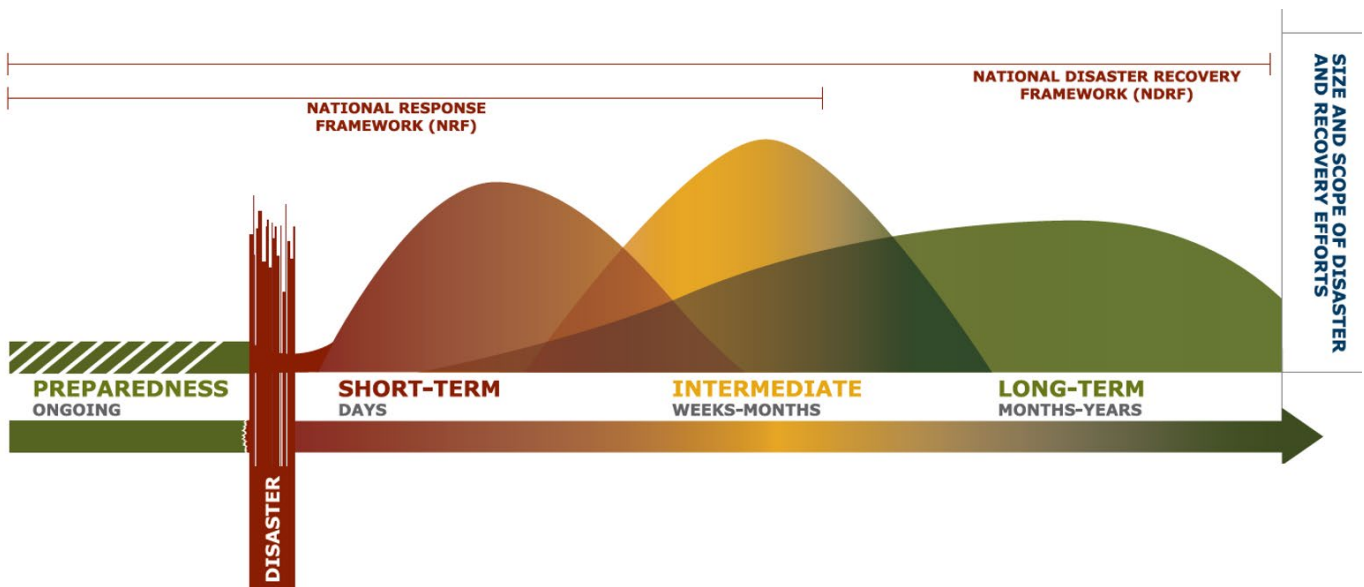 NATIONAL DISASTER RECOVERY
FRAMEWORK (NDRF)
NATIONAL RESPONSE
FRAMEWORK (NRF)
SIZE AND SCOPE OF DISASTER
AND RECOVERY EFFORTS
PREPAREDNESS
ONGOING
SHORT-TERM
DAYS
INTERMEDIATE
WEEKS-MONTHS
LONG-TERM
MONTHS-YEARS
DISASTER